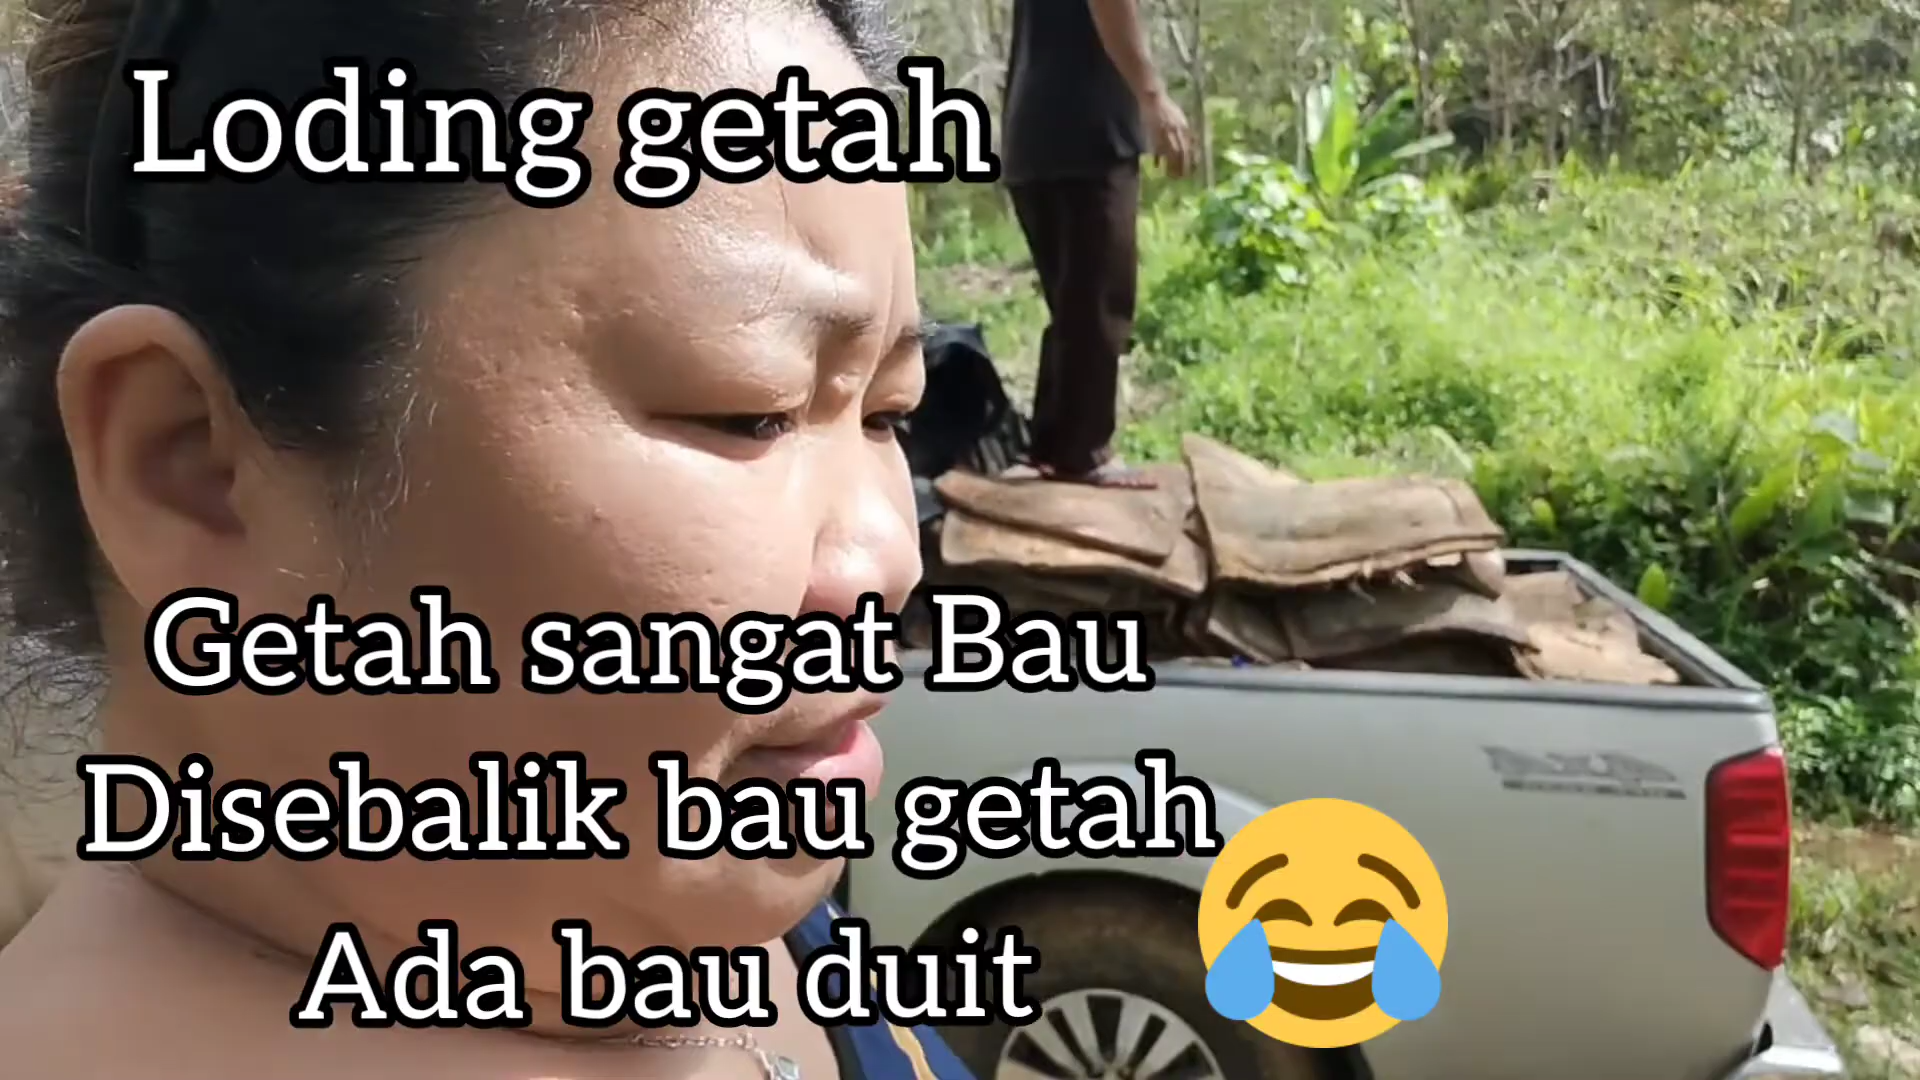 Loding getah
Getah sangat Bau
Disebalik bau getah
Ada bau duit